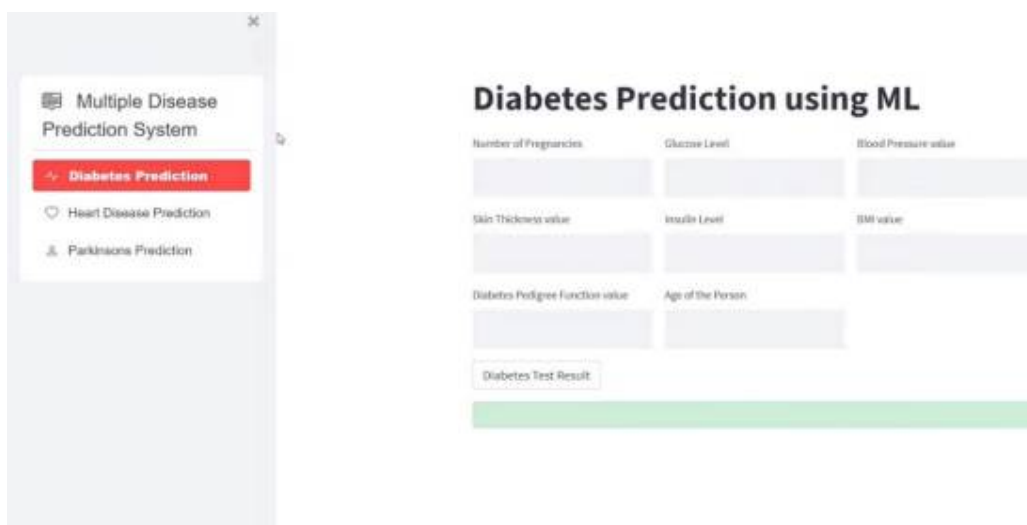 Multiple Disease
Prediction System
Diabetes Prediction
Heart Disease Prediction
Parkinsons Prediction
Diabetes Prediction using ML
Number of Pregnancies
Glucose Level
Blood Pressure value
Skin Thickness value
Insulin Level
BMI value
Diabetes Pedigree Function value
Age of the Person
Diabetes Test Result